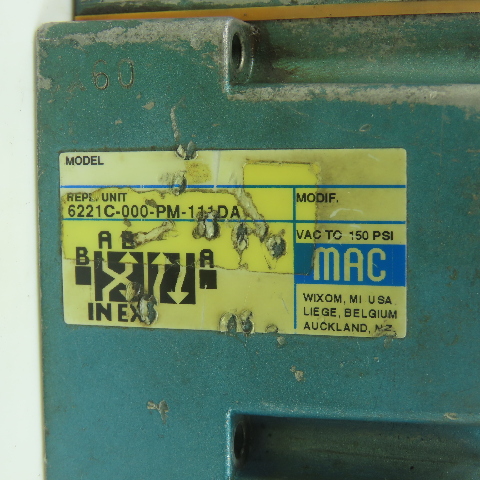 60
MODEL
REPL. UNIT
6221C-000-PM-111DA
MODIF.
VAC TO 150 PSI
A B
B A
IN EX
MAC
WIXOM, MI USA
LIEGE, BELGIUM
AUCKLAND, NZ